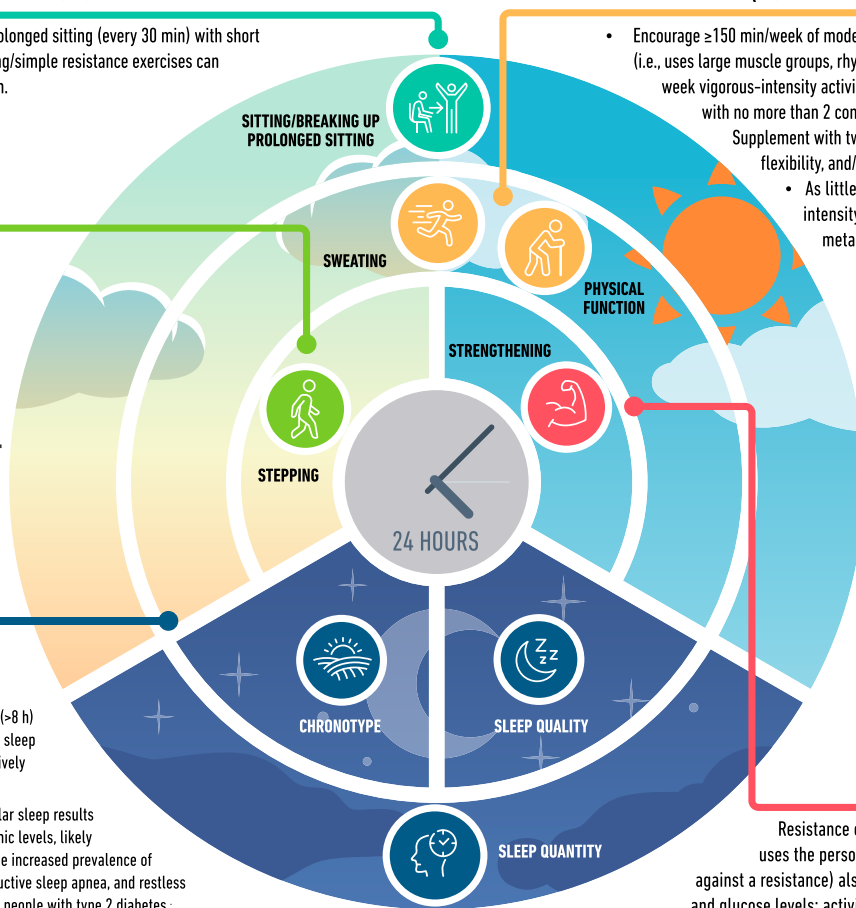 olonged sitting (every 30 min) with short
ng/simple resistance exercises can
n.
• Encourage ≥150 min/week of mode
(i.e., uses large muscle groups, rhy
week vigorous-intensity activi
with no more than 2 con
Supplement with tw
flexibility, and/
• As little
intensity
meta
SITTING/BREAKING UP
PROLONGED SITTING
SWEATING
PHYSICAL
FUNCTION
STRENGTHENING
STEPPING
24 HOURS
CHRONOTYPE
SLEEP QUALITY
SLEEP QUANTITY
(>8 h)
sleep
ively
lar sleep results
mic levels, likely
e increased prevalence of
uctive sleep apnea, and restless
people with type 2 diabetes.
Resistance
uses the perso
against a resistance) als
and glucose levels; activi